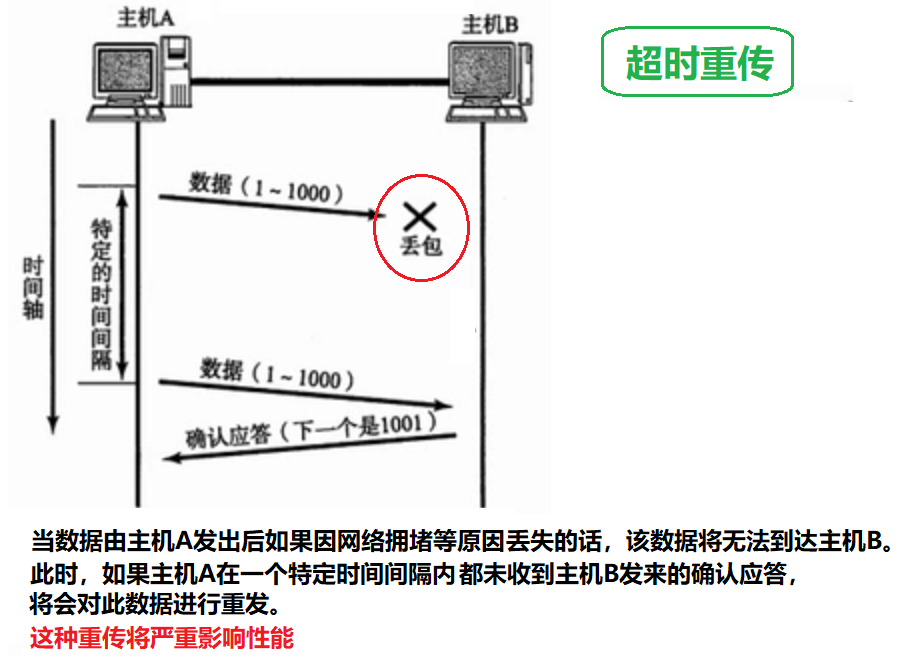 主机A
主机B
超时重传
数据（1～1000）
丢包
特定的时间间隔
时间轴
数据（1～1000）
确认应答（下一个是1001）
当数据由主机A发出后如果因网络拥堵等原因丢失的话，该数据将无法到达主机B。
此时，如果主机A在一个特定时间间隔内都未收到主机B发来的确认应答，
将会对此数据进行重发。
这种重传将严重影响性能